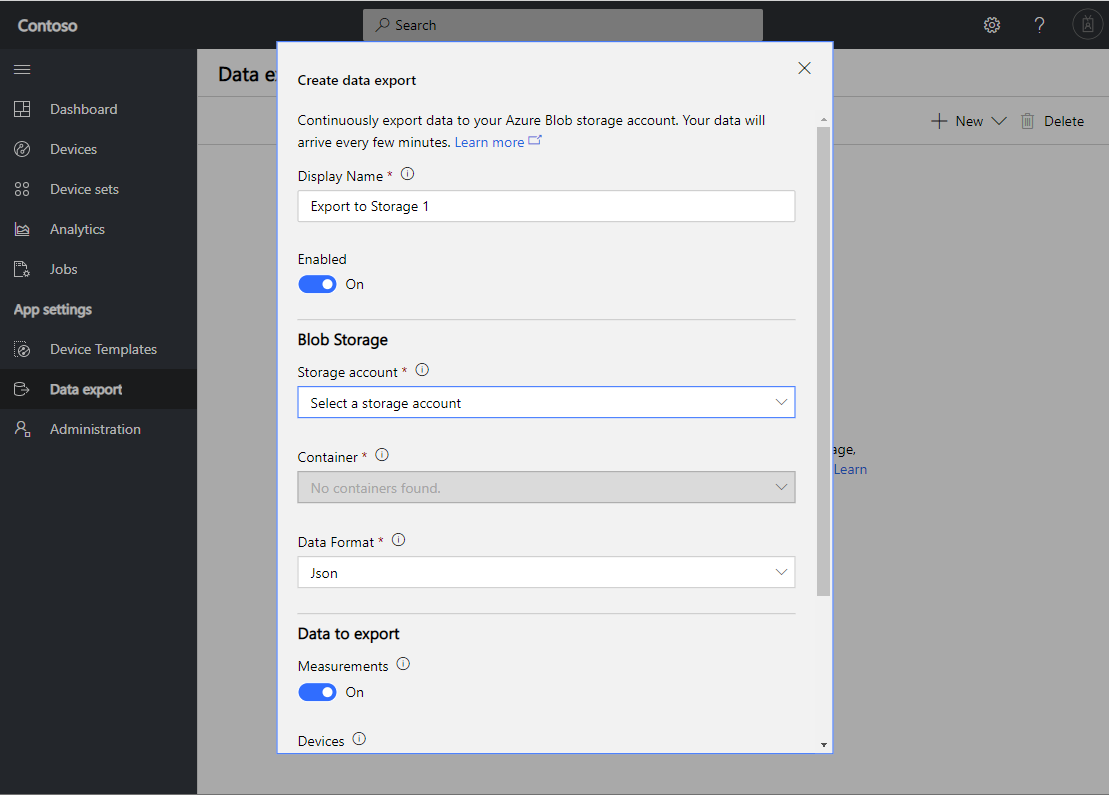 Contoso
Search
?
Dashboard
Devices
Device sets
Analytics
Jobs
App settings
Device Templates
Data export
Administration
Data e
New
Delete
age,
Learn
Create data export
Continuously export data to your Azure Blob storage account. Your data will
arrive every few minutes. Learn more
Display Name *
Export to Storage 1
Enabled
On
Blob Storage
Storage account *
Select a storage account
Container *
No containers found.
Data Format *
Json
Data to export
Measurements
On
Devices